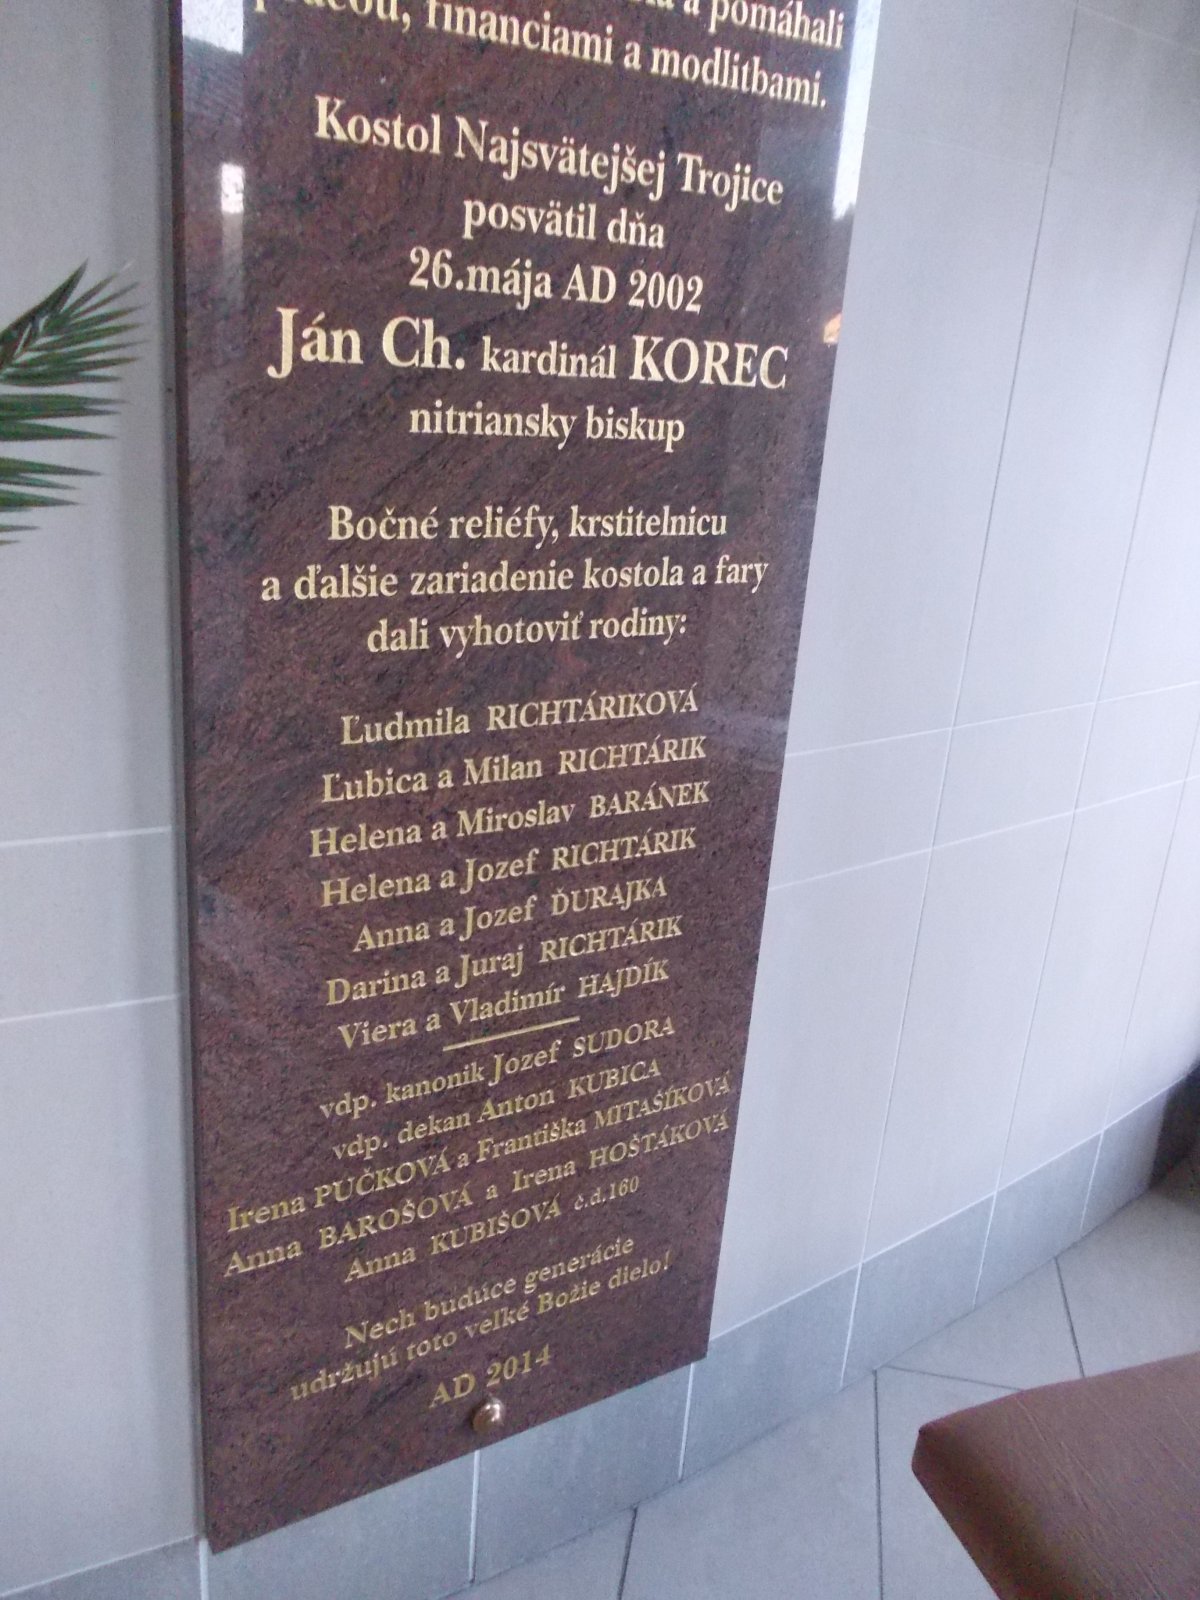 a pomáhali
financiami a modlitbami.
Kostol Najsvätejšej Trojice
posvätil dňa
26.mája AD 2002
Ján Ch. kardinál KOREC
nitriansky biskup
Bočné reliéfy, krstitelnicu
a ďalšie zariadenie kostola a fary
dali vyhotoviť rodiny:
Ľudmila RICHTÁRIKOVÁ
Ľubica a Milan RICHTÁRIK
Helena a Miroslav BARÁNEK
Helena a Jozef RICHTÁRIK
Anna a Jozef ĎURAJKA
Darina a Juraj RICHTÁRIK
Viera a Vladimír HAJDÍK
vdp. kanonik Jozef SUDORA
vdp. dekan Anton KUBICA
Irena PUČKOVÁ a Františka MITAŠÍKOVÁ
Anna BAROŠOVÁ a Irena HOŠTÁKOVÁ
Anna KUBIŠOVÁ č.d.160
Nech budúce generácie
udržujú toto veľké Božie dielo!
AD 2014